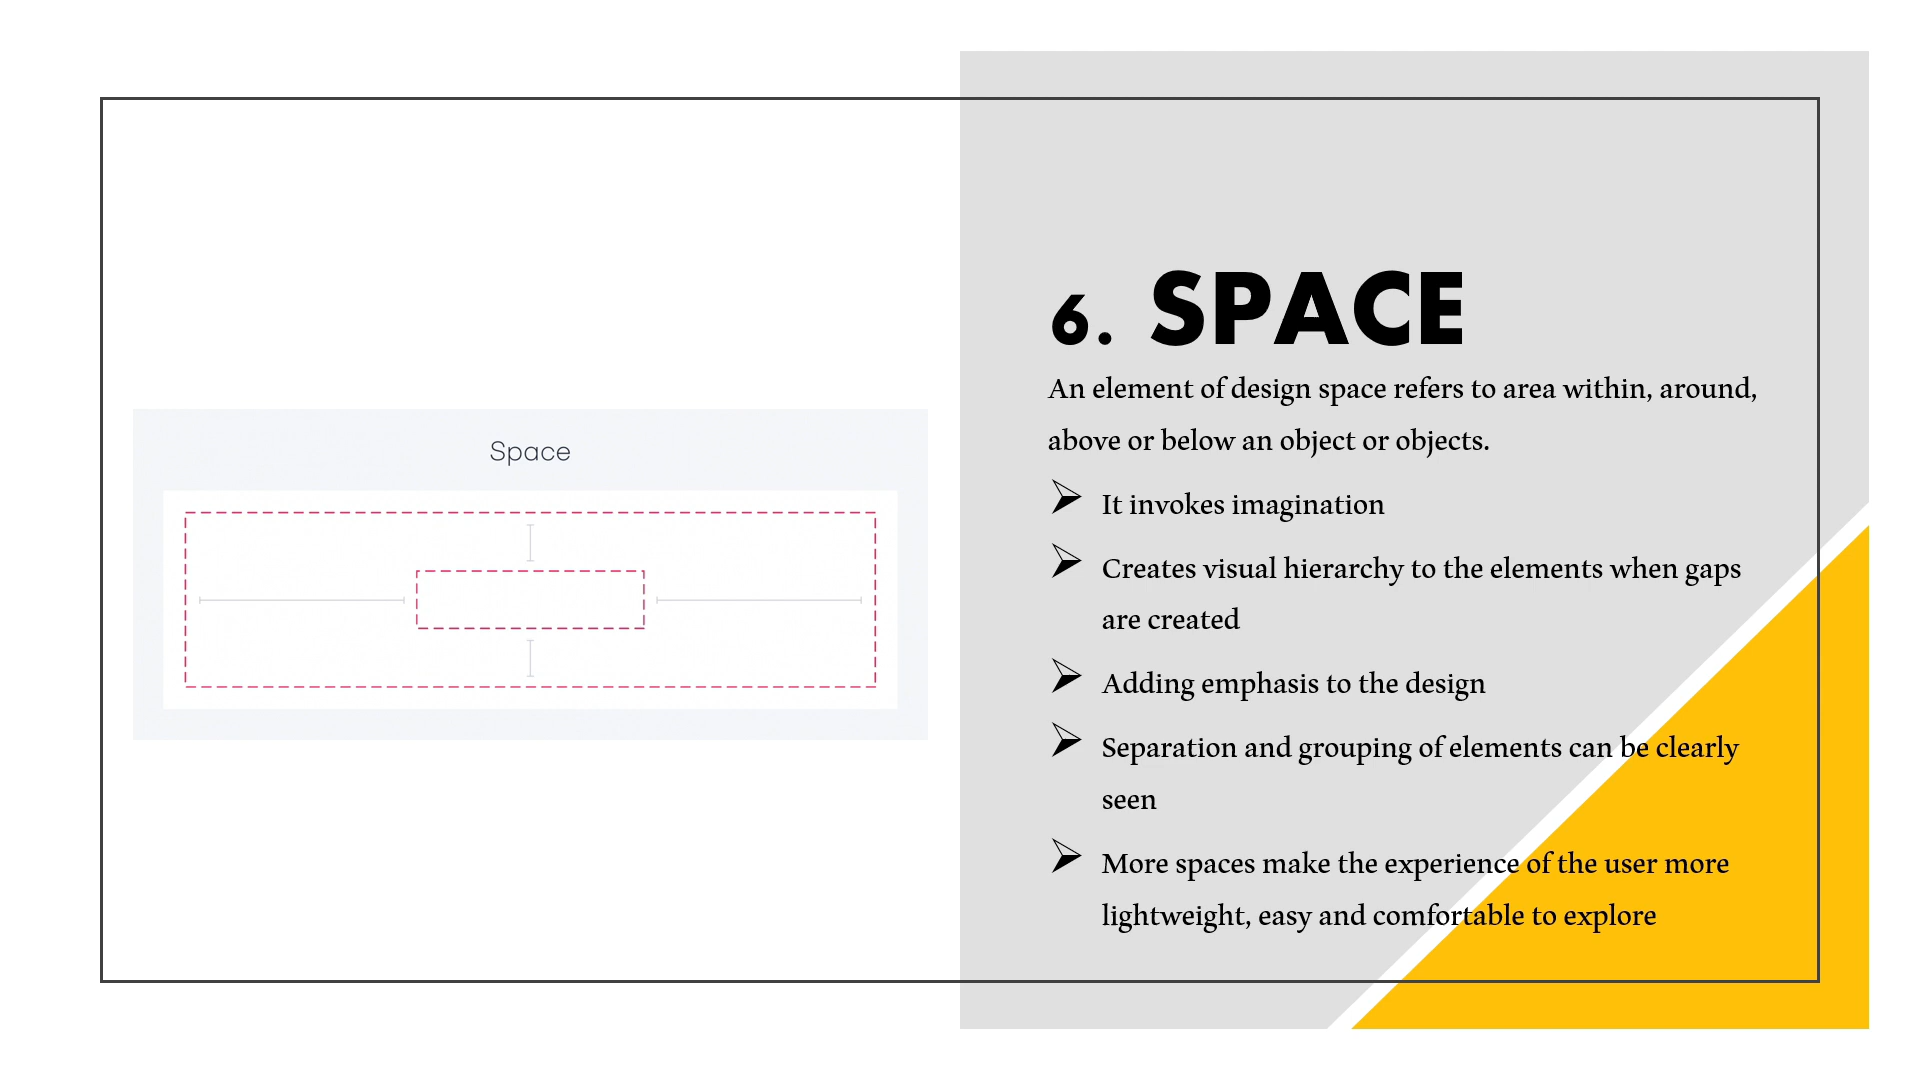 Space
6. SPACE
An element of design space refers to area within, around,
above or below an object or objects.
It invokes imagination
Creates visual hierarchy to the elements when gaps
are created
Adding emphasis to the design
Separation and grouping of elements can be clearly
seen
More spaces make the experience of the user more
lightweight, easy and comfortable to explore